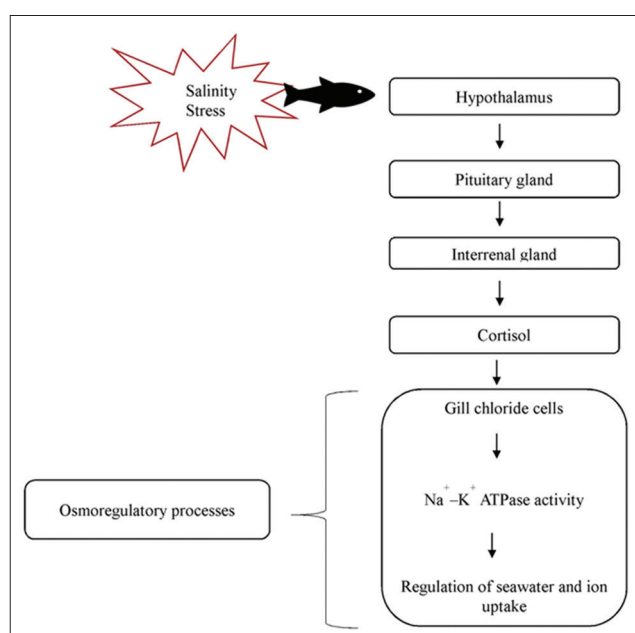 Salinity
Stress
Hypothalamus
Pituitary gland
Interrenal gland
Cortisol
Gill chloride cells
Na⁺–K⁺ ATPase activity
Osmoregulatory processes
Regulation of seawater and ion
uptake